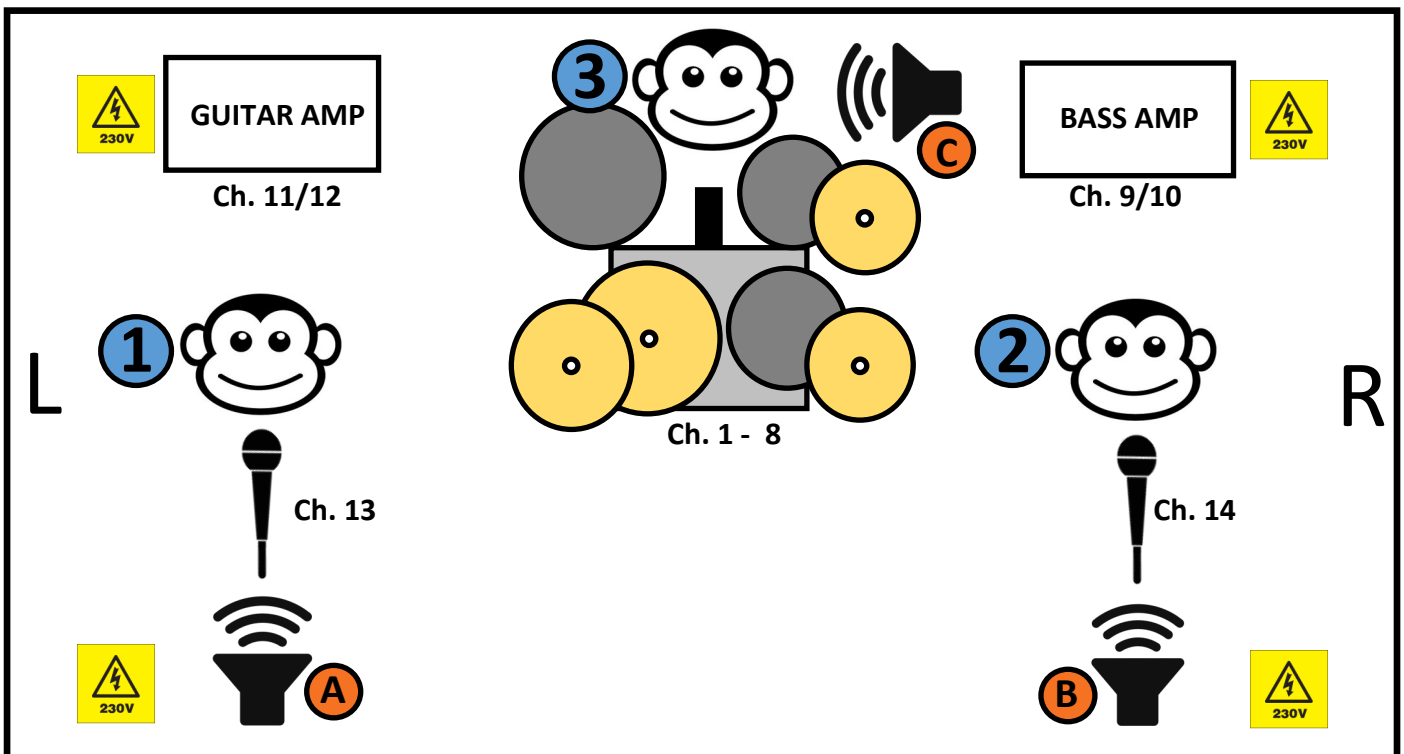 3
GUITAR AMP
BASS AMP
230V
230V
C
Ch. 11/12
Ch. 9/10
1
2
L
R
Ch. 1 - 8
Ch. 13
Ch. 14
A
B
230V
230V